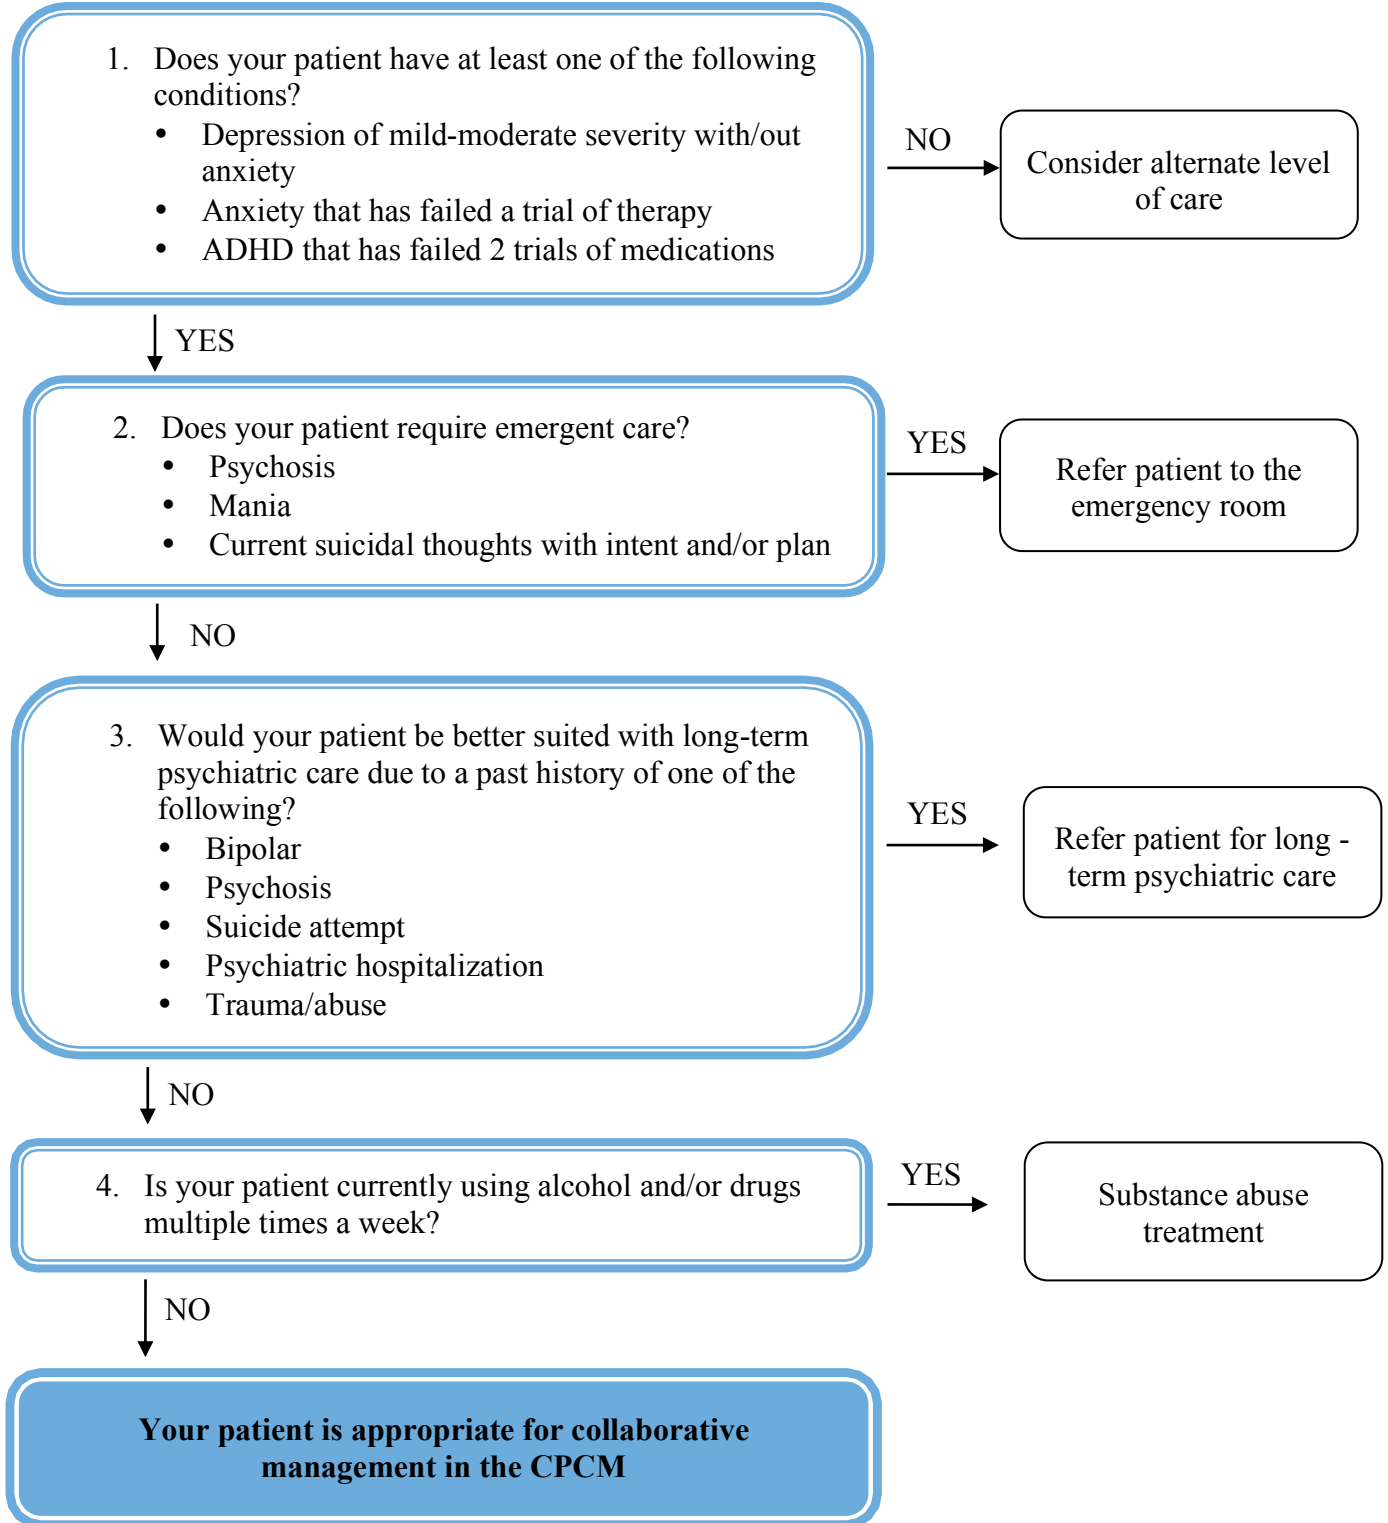 1. Does your patient have at least one of the following
conditions?
• Depression of mild-moderate severity with/out
anxiety
• Anxiety that has failed a trial of therapy
• ADHD that has failed 2 trials of medications
NO
Consider alternate level
of care
YES
2. Does your patient require emergent care?
• Psychosis
• Mania
• Current suicidal thoughts with intent and/or plan
YES
Refer patient to the
emergency room
NO
3. Would your patient be better suited with long-term
psychiatric care due to a past history of one of the
following?
• Bipolar
• Psychosis
• Suicide attempt
• Psychiatric hospitalization
• Trauma/abuse
YES
Refer patient for long -
term psychiatric care
NO
4. Is your patient currently using alcohol and/or drugs
multiple times a week?
YES
Substance abuse
treatment
NO
Your patient is appropriate for collaborative
management in the CPCM